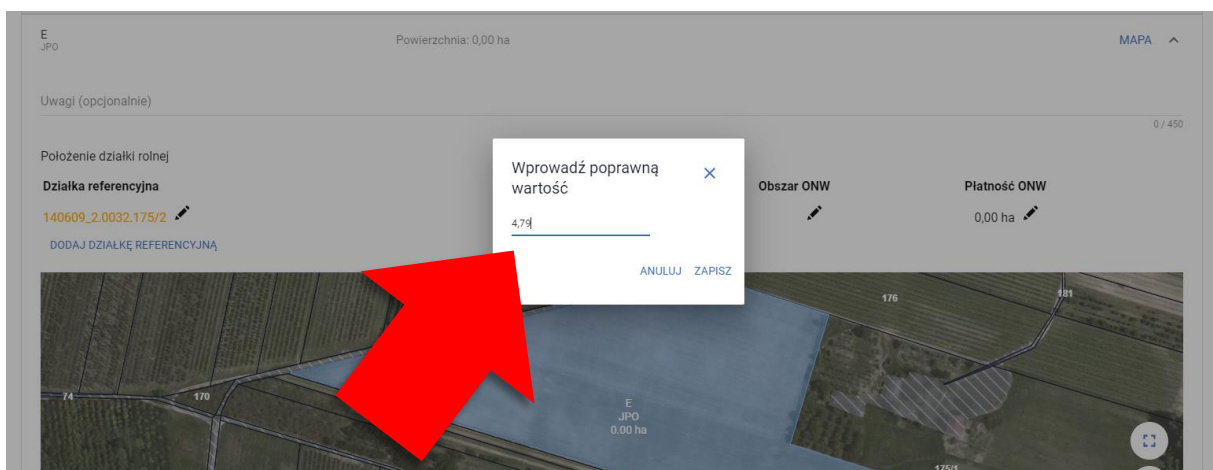 E
JPO
Powierzchnia: 0,00 ha
MAPA
Uwagi (opcjonalnie)
0 / 450
Położenie działki rolnej
Działka referencyjna
Obszar ONW
Płatność ONW
140609_2.0032.175/2
0,00 ha
DODAJ DZIAŁKĘ REFERENCYJNĄ
Wprowadź poprawną
wartość
4,79
ANULUJ ZAPISZ
176
181
74
170
E
JPO
0.00 ha
175/1